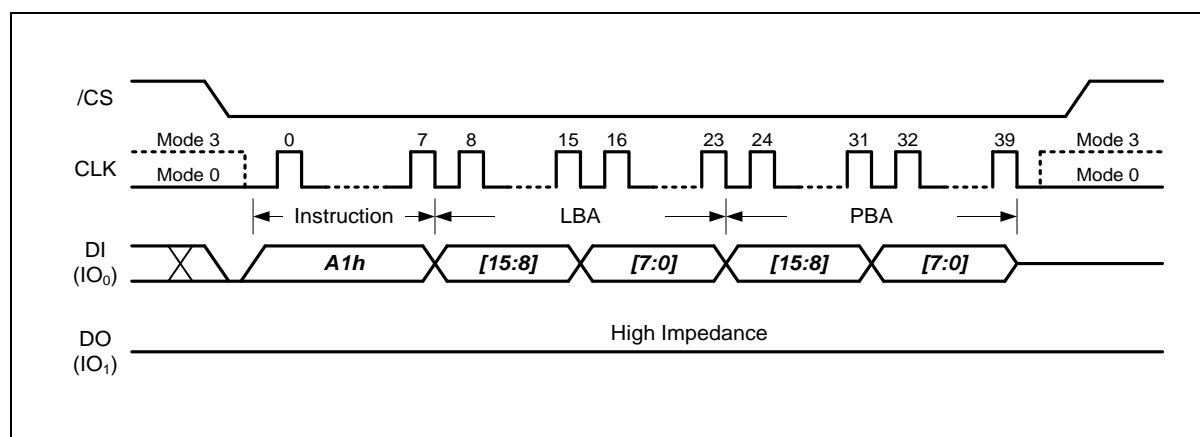 /CS
Mode 3 0 7 8 15 16 23 24 31 32 39 Mode 3
CLK
Mode 0 Mode 0
Instruction LBA PBA
DI
(IO0)
A1h [15:8] [7:0] [15:8] [7:0]
High Impedance
DO
(IO1)